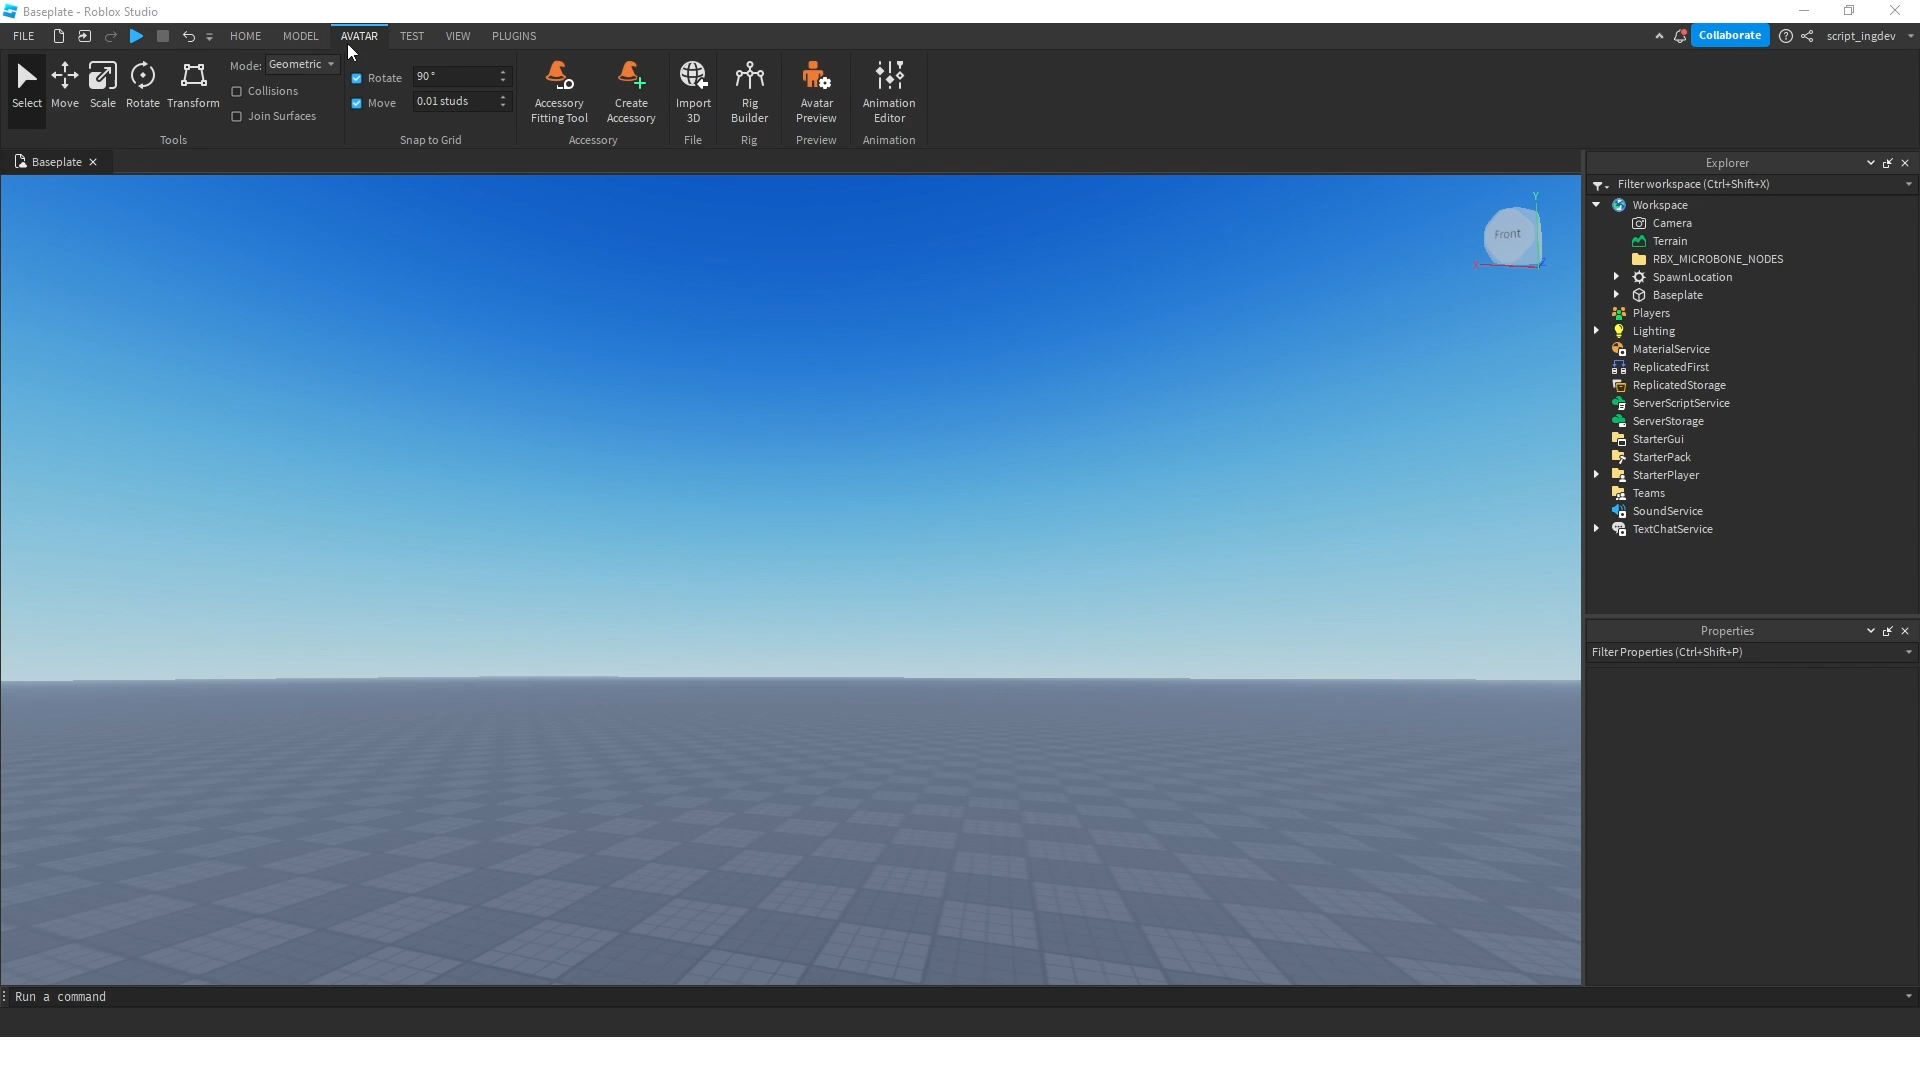 Baseplate - Roblox Studio
FILE HOME MODEL AVATAR TEST VIEW PLUGINS Collaborate script_ingdev
Select Move Scale Rotate Transform
Mode: Geometric
Collisions
Join Surfaces
Tools
Rotate 90°
Move 0.01 studs
Snap to Grid
Accessory
Fitting Tool
Create
Accessory
Accessory
Import
3D
File
Rig
Builder
Rig
Avatar
Preview
Preview
Animation
Editor
Animation
Baseplate
Y
Front
X
Z
Explorer
Filter workspace (Ctrl+Shift+X)
Workspace
Camera
Terrain
RBX_MICROBONE_NODES
SpawnLocation
Baseplate
Players
Lighting
MaterialService
ReplicatedFirst
ReplicatedStorage
ServerScriptService
ServerStorage
StarterGui
StarterPack
StarterPlayer
Teams
SoundService
TextChatService
Properties
Filter Properties (Ctrl+Shift+P)
Run a command